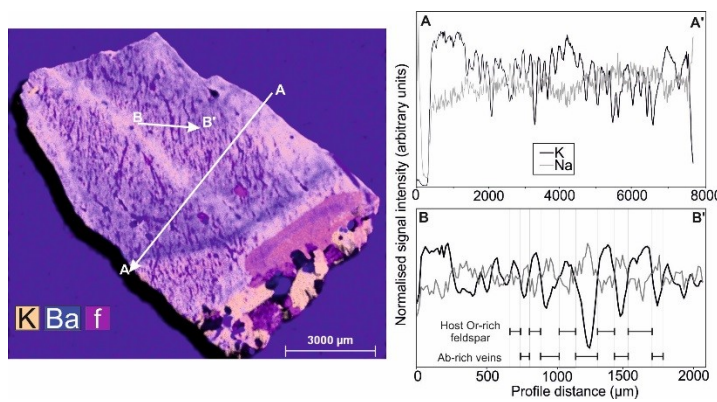 A
B
B'
A'
K Ba f
3000 µm
Normalised signal intensity (arbitrary units)
A
A'
K
Na
0
2000
4000
6000
8000
B
B'
Host Or-rich
feldspar
Ab-rich veins
0
500
1000
1500
2000
Profile distance (µm)